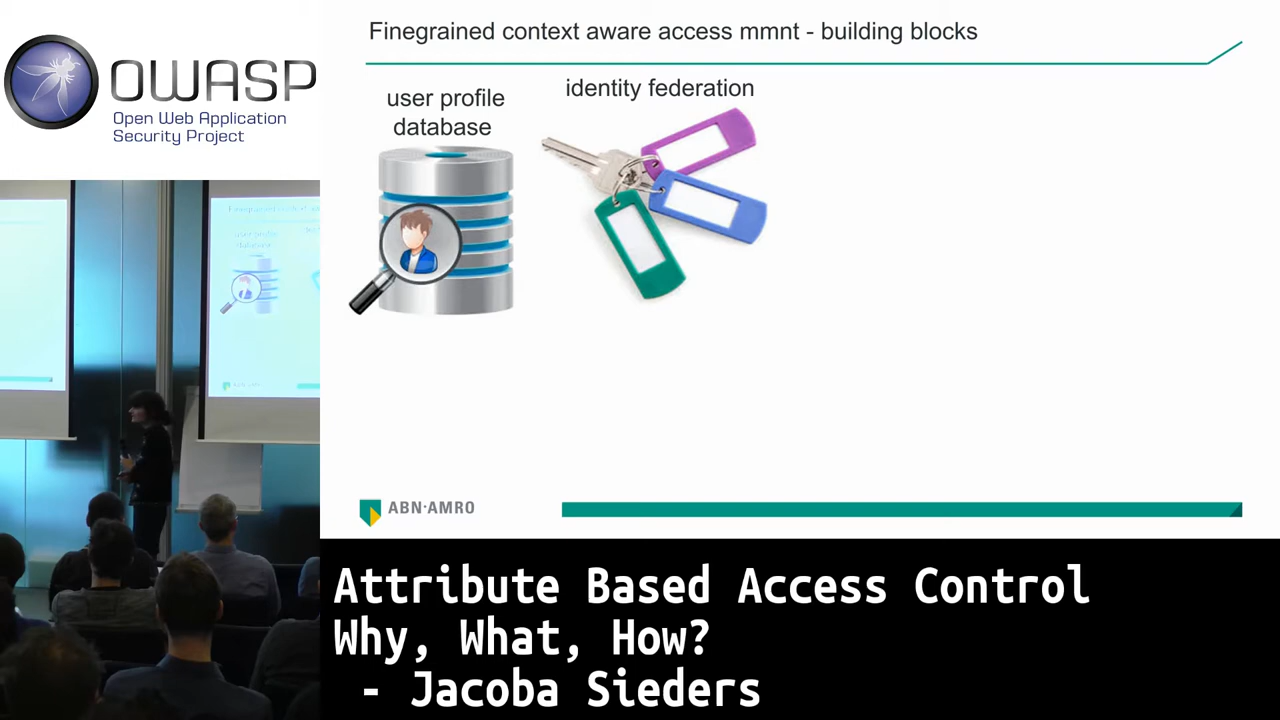 OWASP
Open Web Application
Security Project
Finegrained context aware access mmnt - building blocks
user profile
database
identity federation
ABN·AMRO
Attribute Based Access Control
Why, What, How?
- Jacoba Sieders